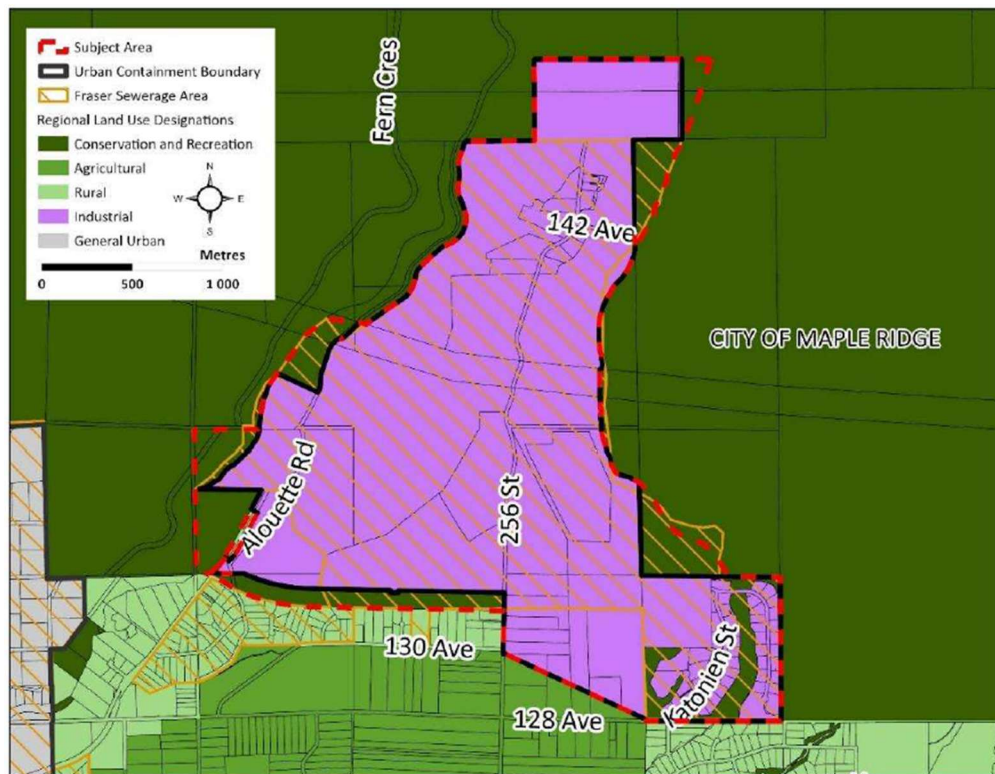 Subject Area
Urban Containment Boundary
Fraser Sewerage Area
Regional Land Use Designations
Conservation and Recreation
Agricultural
Rural
Industrial
General Urban
N
W E
S
Metres
0 500 1 000
Fern Cres
142 Ave
CITY OF MAPLE RIDGE
Alouette Rd
256 St
130 Ave
Katonien St
128 Ave